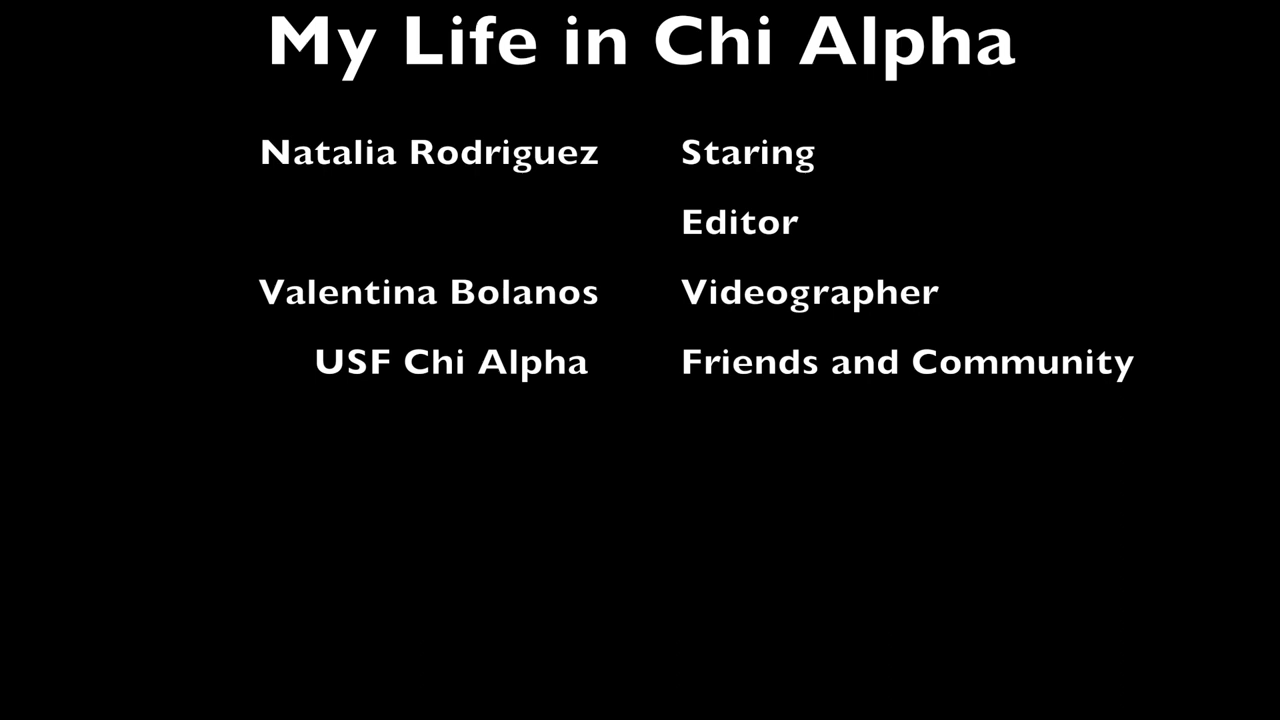 My Life in Chi Alpha
Natalia Rodriguez Staring
Editor
Valentina Bolanos Videographer
USF Chi Alpha Friends and Community